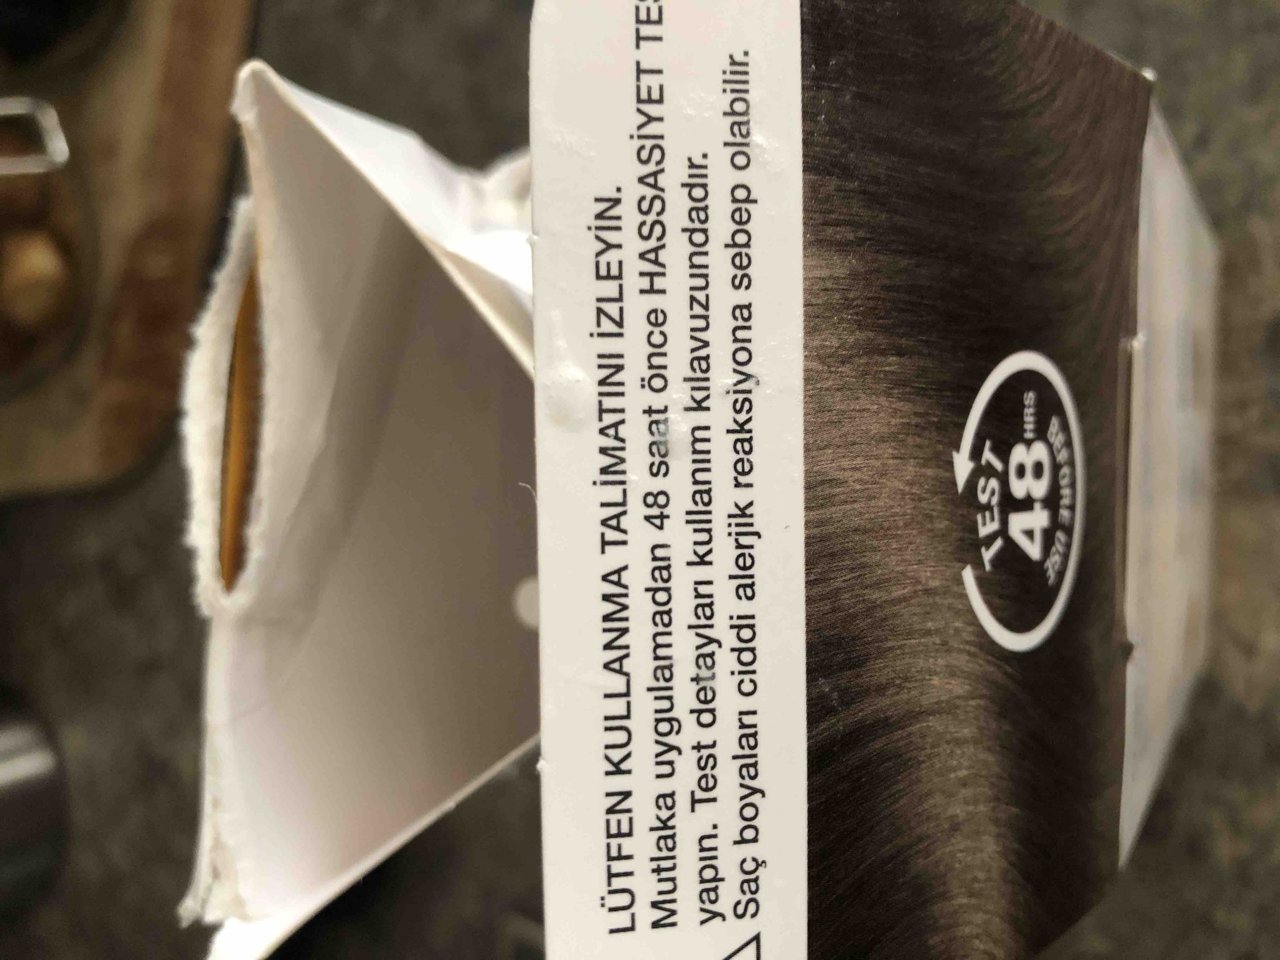 LÜTFEN KULLANMA TALİMATINI İZLEYİN.
Mutlaka uygulamadan 48 saat önce HASSASİYET
yapın. Test detayları kullanım kılavuzundadır.
Saç boyaları ciddi alerjik reaksiyona sebep olabilir.
TEST
48 HRS
BEFORE USE